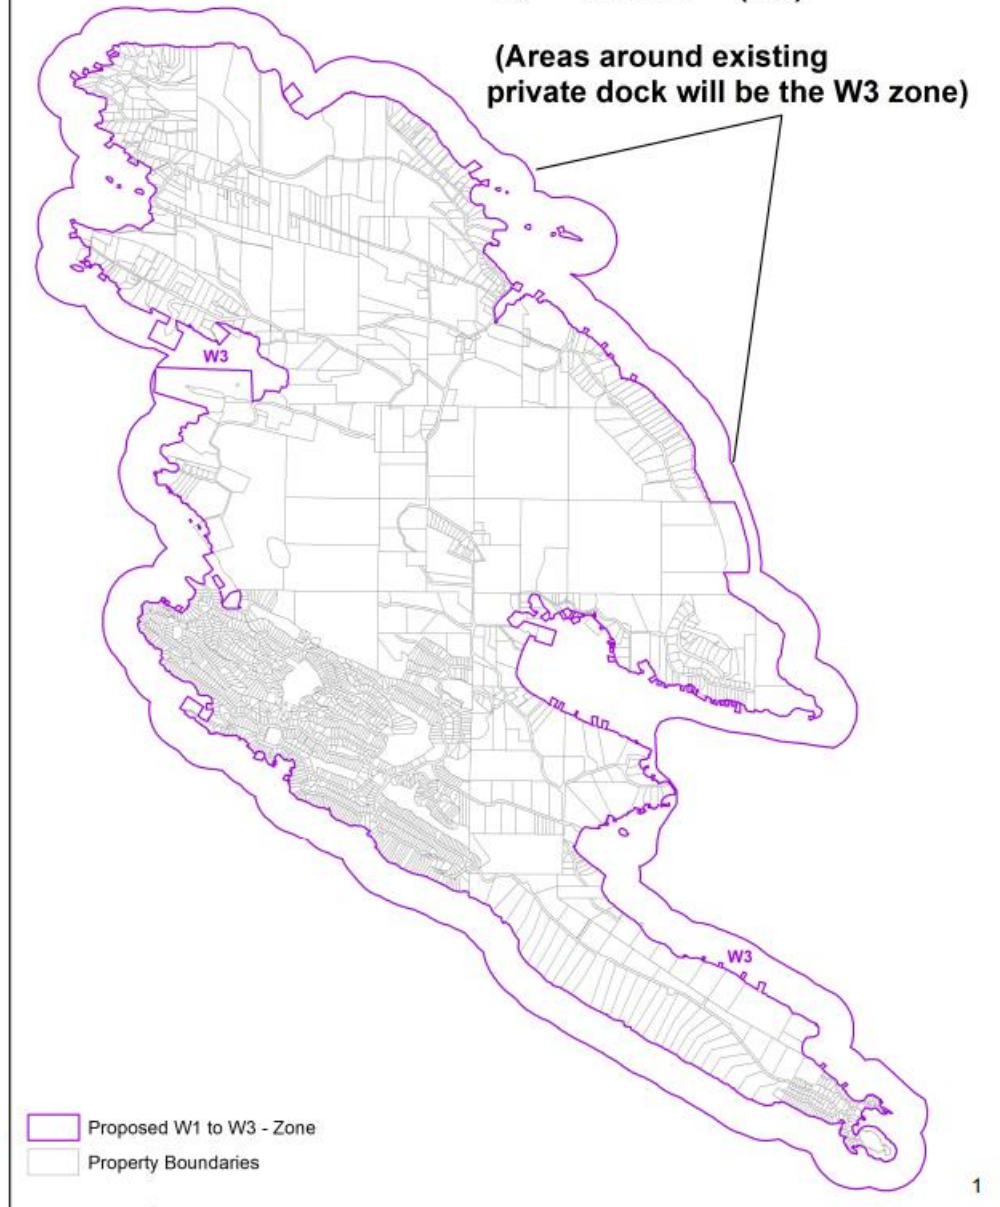 (Areas around existing
private dock will be the W3 zone)
W3
W3
Proposed W1 to W3 - Zone
Property Boundaries
1